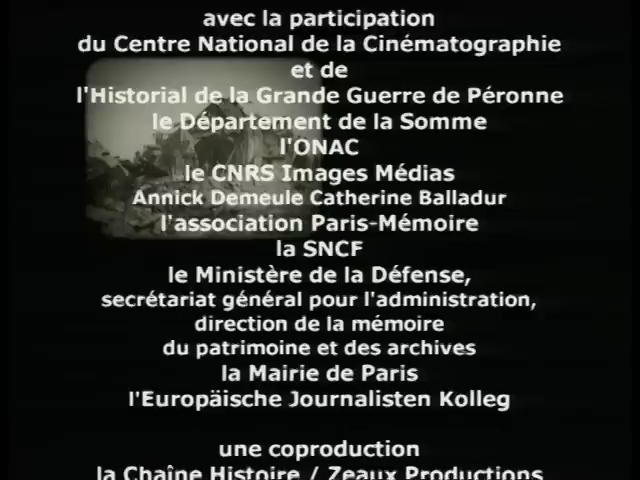 avec la participation
du Centre National de la Cinématographie
et de
l'Historial de la Grande Guerre de Péronne
le Département de la Somme
l'ONAC
le CNRS Images Médias
Annick Demeule Catherine Balladur
l'association Paris-Mémoire
la SNCF
le Ministère de la Défense,
secrétariat général pour l'administration,
direction de la mémoire
du patrimoine et des archives
la Mairie de Paris
l'Europäische Journalisten Kolleg
une coproduction
la Chaîne Histoire / Zeaux Productions